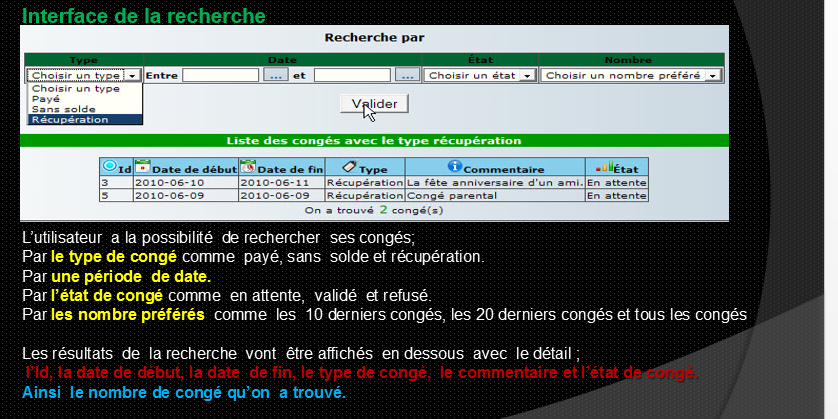 Interface de la recherche
Recherche par
Type Date État Nombre
Choisir un type Entre ... et ... Choisir un état Choisir un nombre préféré
Choisir un type
Payé
Sans solde
Récupération
Valider
Liste des congés avec le type récupération
Id Date de début Date de fin Type Commentaire État
3 2010-06-10 2010-06-11 Récupération La fête anniversaire d'un ami. En attente
5 2010-06-09 2010-06-09 Récupération Congé parental En attente
On a trouvé 2 congé(s)
L'utilisateur a la possibilité de rechercher ses congés;
Par le type de congé comme payé, sans solde et récupération.
Par une période de date.
Par l'état de congé comme en attente, validé et refusé.
Par les nombre préférés comme les 10 derniers congés, les 20 derniers congés et tous les congés
Les résultats de la recherche vont être affichés en dessous avec le détail ;
l'Id, la date de début, la date de fin, le type de congé, le commentaire et l'état de congé.
Ainsi le nombre de congé qu'on a trouvé.